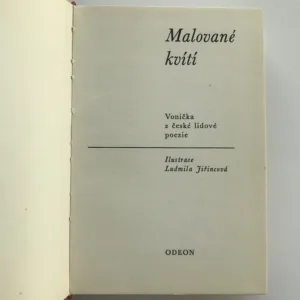 Malované
kvítí
Vonička
z české lidové
poezie
Ilustrace
Ludmila Jiřincová
ODEON